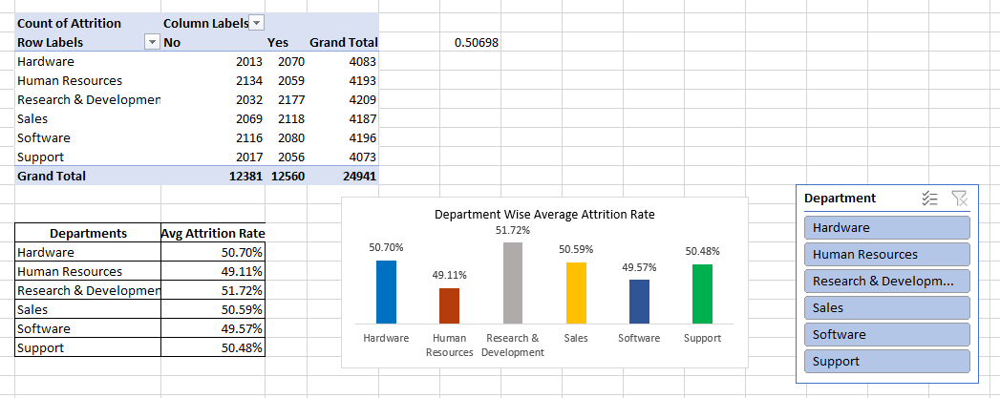 Count of Attrition Column Labels
Row Labels No Yes Grand Total 0.50698
Hardware 2013 2070 4083
Human Resources 2134 2059 4193
Research & Developmen 2032 2177 4209
Sales 2069 2118 4187
Software 2116 2080 4196
Support 2017 2056 4073
Grand Total 12381 12560 24941
Departments Avg Attrition Rate
Hardware 50.70%
Human Resources 49.11%
Research & Developmen 51.72%
Sales 50.59%
Software 49.57%
Support 50.48%
Department Wise Average Attrition Rate
50.70%
49.11%
51.72%
50.59%
49.57%
50.48%
Hardware Human Research & Sales Software Support
Resources Development
Department
Hardware
Human Resources
Research & Developm...
Sales
Software
Support